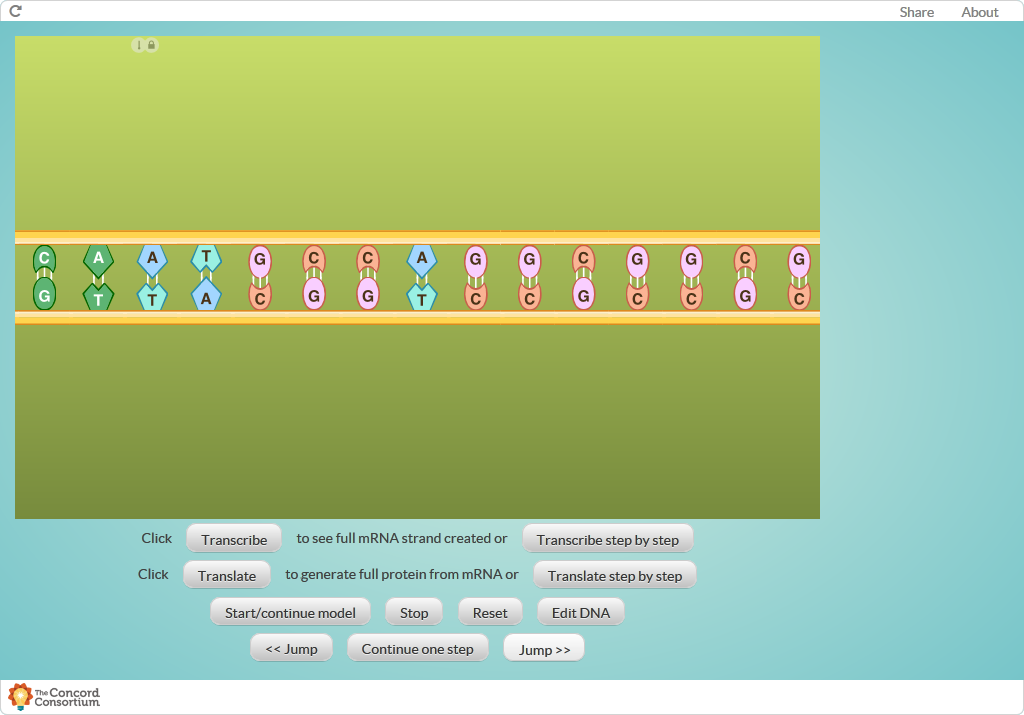 Share About
C A A T G C C A G G C G G C G
G T T A C G G T C C G C C G C
Click Transcribe to see full mRNA strand created or Transcribe step by step
Click Translate to generate full protein from mRNA or Translate step by step
Start/continue model Stop Reset Edit DNA
<< Jump Continue one step Jump >>
The Concord
Consortium